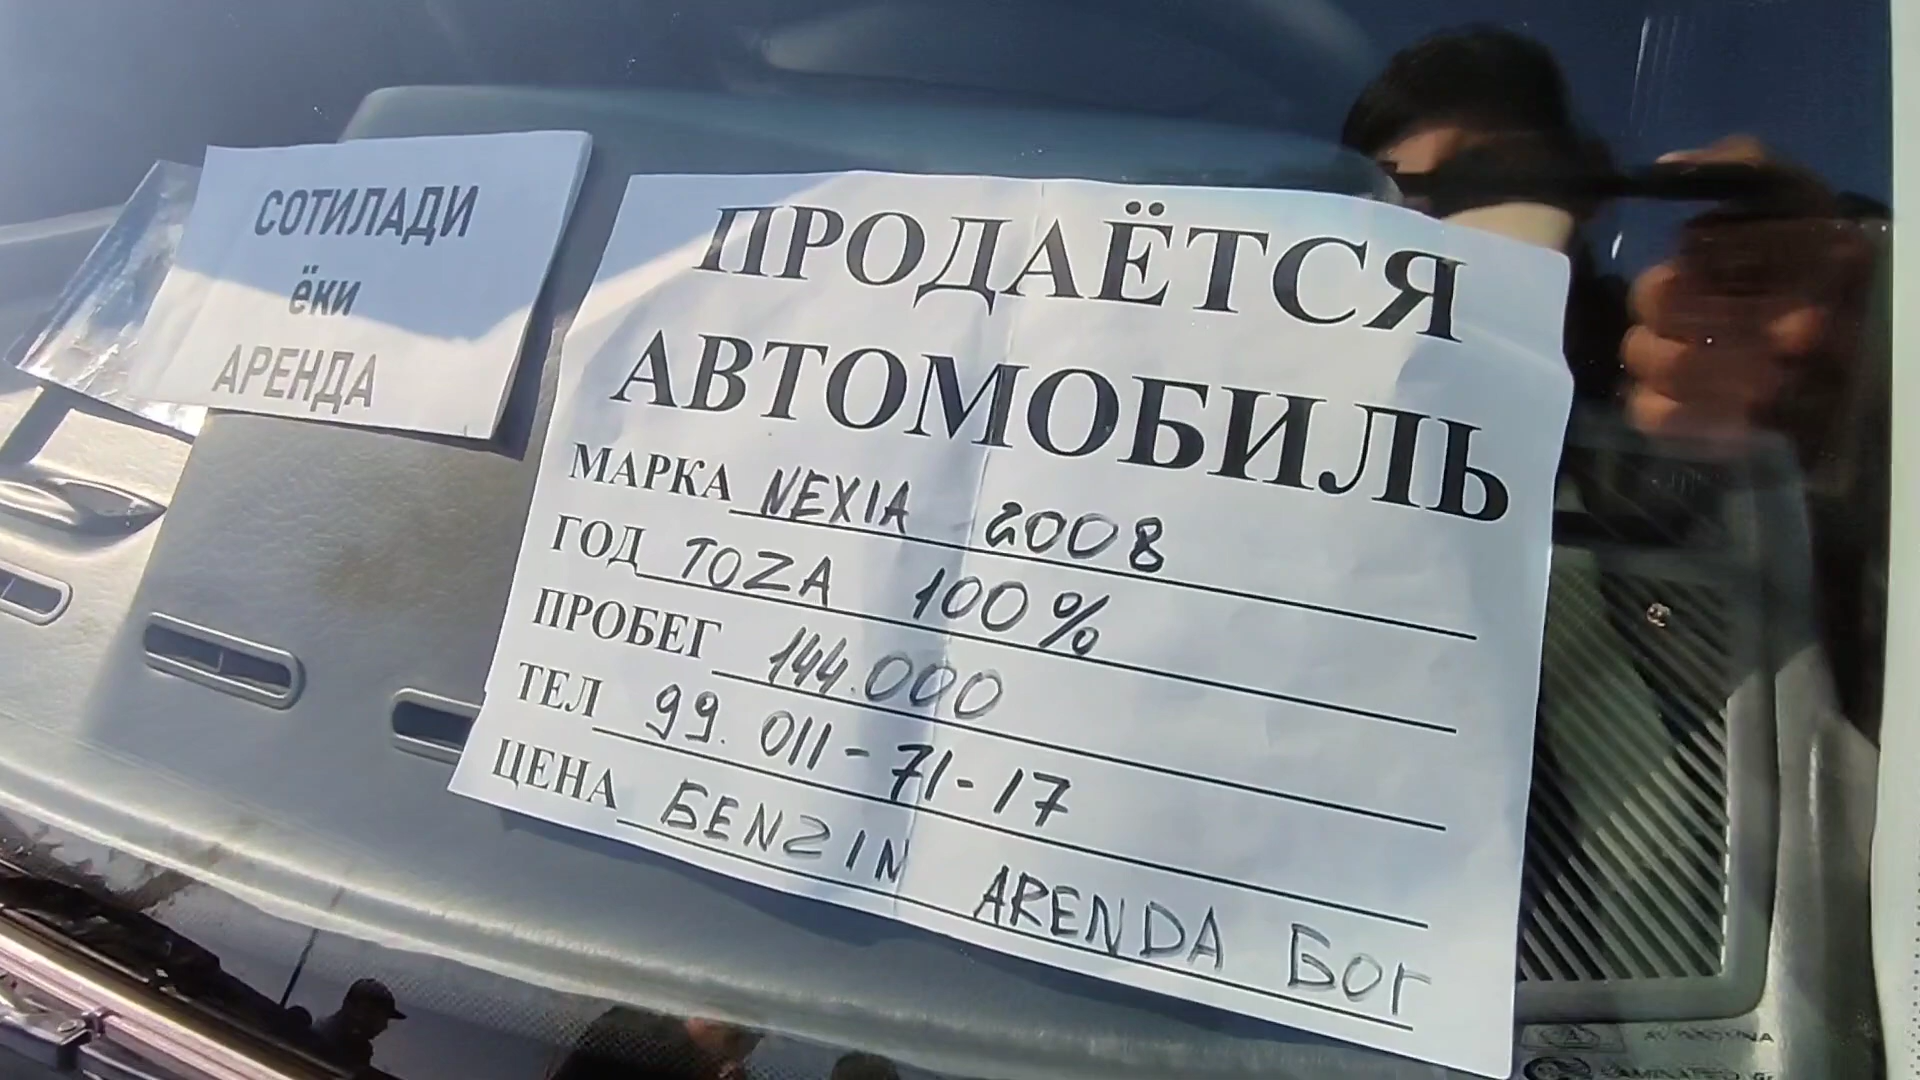 СОТИЛАДИ
ёки
АРЕНДА
ПРОДАЁТСЯ
АВТОМОБИЛЬ
МАРКА NEXIA 2008
ГОД TOZA 100%
ПРОБЕГ 144.000
ТЕЛ 99. 011-71-17
ЦЕНА БENZIN ARENDA БОГ